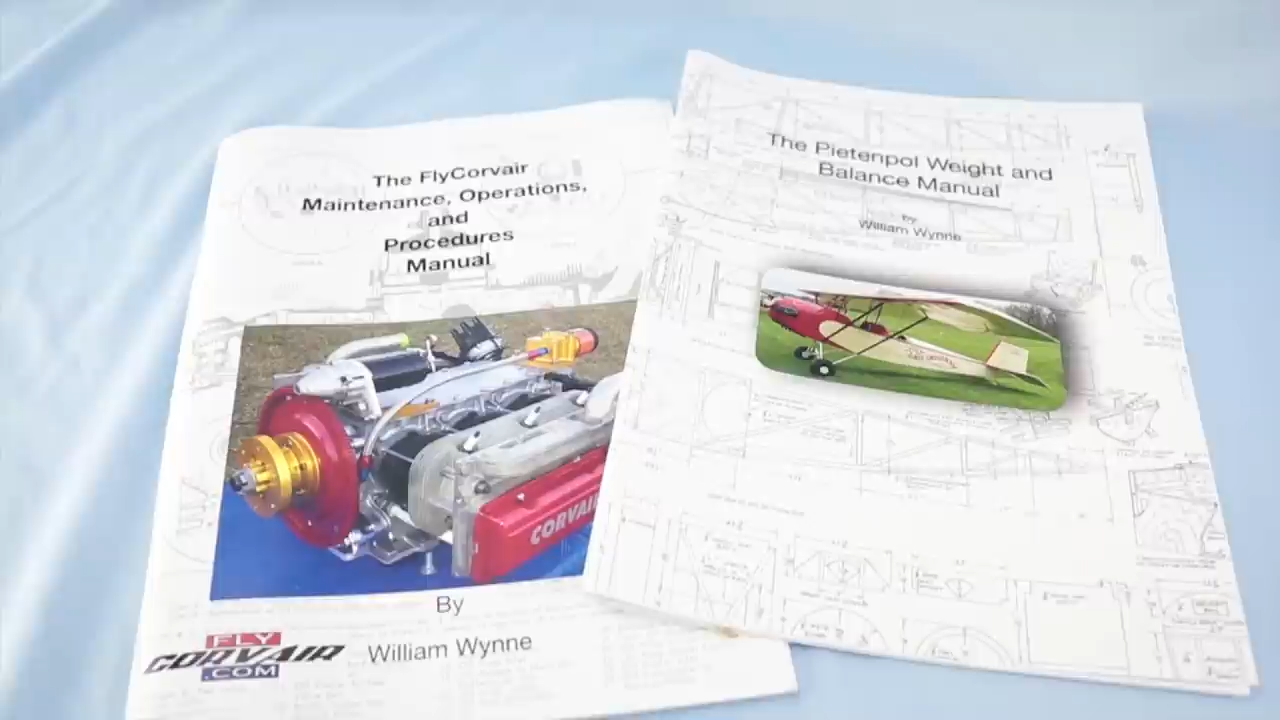 The FlyCorvair
Maintenance, Operations,
and
Procedures
Manual
CORVAIR
By
William Wynne
FLY
CORVAIR
.COM
The Pietenpol Weight and
Balance Manual
by
William Wynne